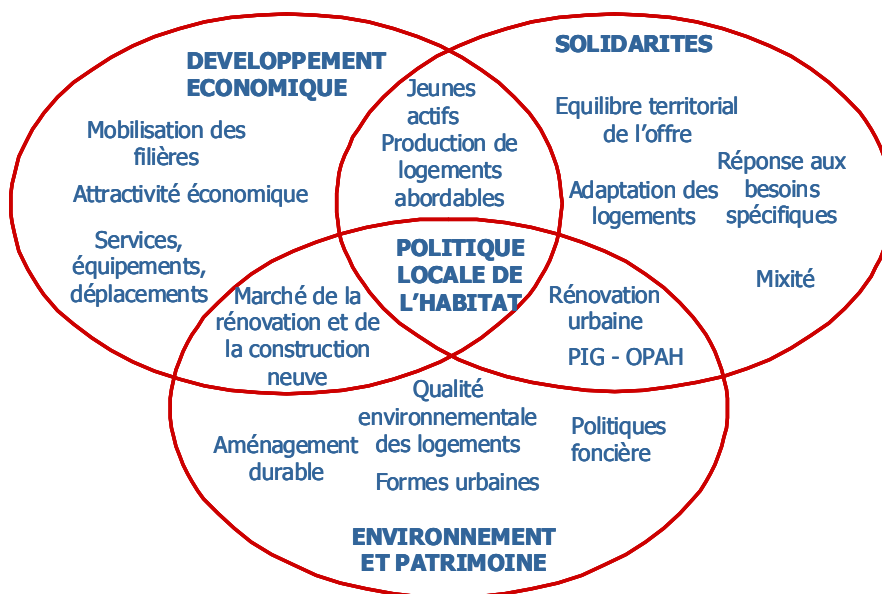 DEVELOPPEMENT
ECONOMIQUE
Mobilisation des
filières
Attractivité économique
Services,
équipements,
déplacements
Jeunes
actifs
Production de
logements
abordables
SOLIDARITES
Equilibre territorial
de l'offre
Réponse aux
besoins
spécifiques
Adaptation des
logements
Mixité
POLITIQUE
LOCALE DE
L'HABITAT
Marché de la
rénovation et de
la construction
neuve
Rénovation
urbaine
PIG - OPAH
Qualité
environnementale
des logements
Aménagement
durable
Politiques
foncière
Formes urbaines
ENVIRONNEMENT
ET PATRIMOINE